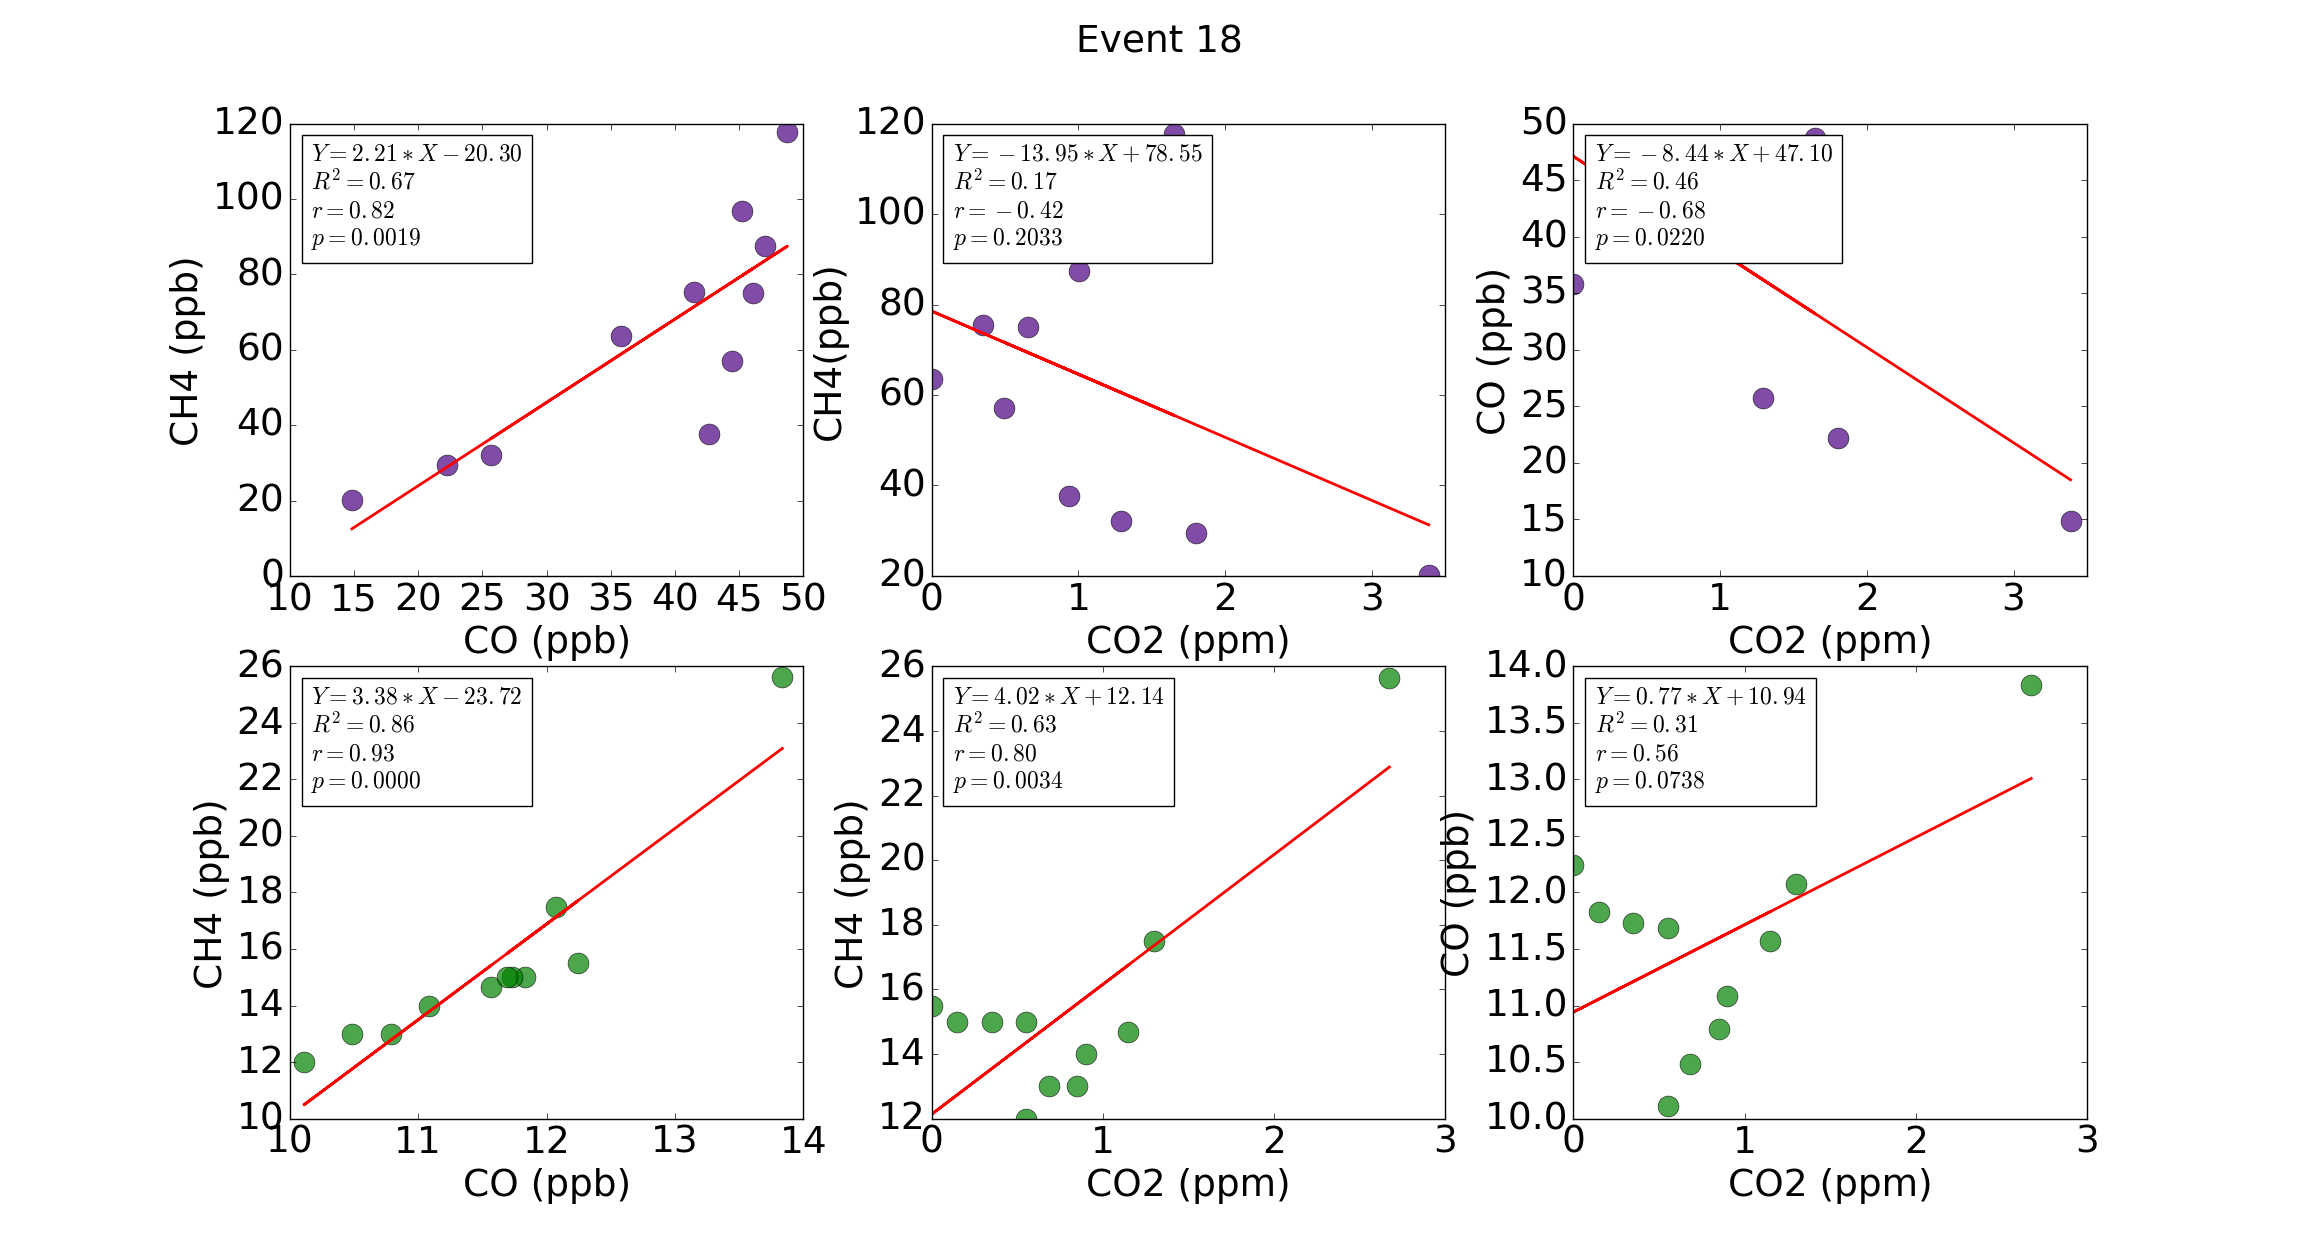 Event 18
120
100
80
60
40
20
0
CH4 (ppb)
Y = 2.21 ∗ X − 20.30
R² = 0.67
r = 0.82
p = 0.0019
10 15 20 25 30 35 40 45 50
CO (ppb)
120
100
80
60
40
20
CH4(ppb)
Y = −13.95 ∗ X + 78.55
R² = 0.17
r = −0.42
p = 0.2033
0 1 2 3
CO2 (ppm)
50
45
40
35
30
25
20
15
10
CO (ppb)
Y = −8.44 ∗ X + 47.10
R² = 0.46
r = −0.68
p = 0.0220
0 1 2 3
CO2 (ppm)
26
24
22
20
18
16
14
12
10
CH4 (ppb)
Y = 3.38 ∗ X − 23.72
R² = 0.86
r = 0.93
p = 0.0000
10 11 12 13 14
CO (ppb)
26
24
22
20
18
16
14
12
CH4 (ppb)
Y = 4.02 ∗ X + 12.14
R² = 0.63
r = 0.80
p = 0.0034
0 1 2 3
CO2 (ppm)
14.0
13.5
13.0
12.5
12.0
11.5
11.0
10.5
10.0
CO (ppb)
Y = 0.77 ∗ X + 10.94
R² = 0.31
r = 0.56
p = 0.0738
0 1 2 3
CO2 (ppm)